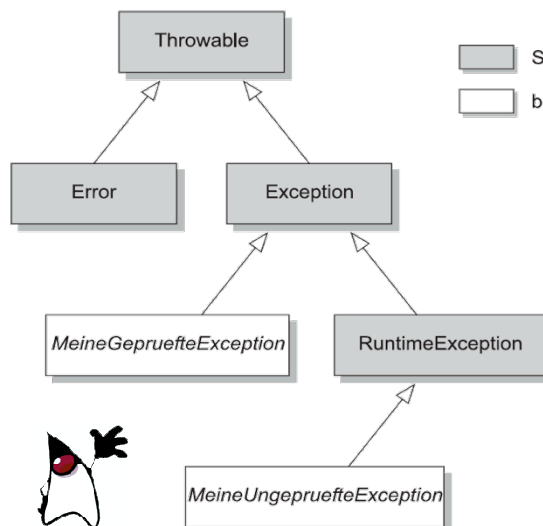 Throwable
S
b
Error
Exception
MeineGepruefteException
RuntimeException
MeineUngepruefteException